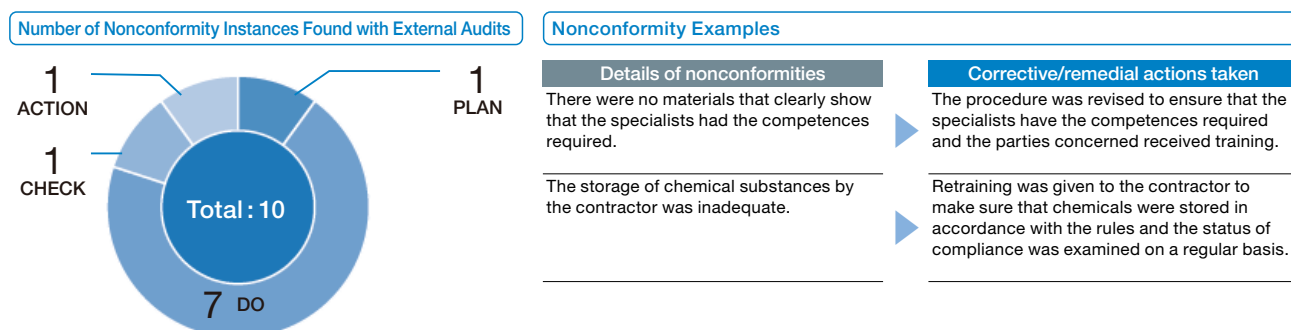 Number of Nonconformity Instances Found with External Audits
1
ACTION
1
PLAN
1
CHECK
Total : 10
7 DO
Nonconformity Examples
Details of nonconformities
Corrective/remedial actions taken
There were no materials that clearly show
that the specialists had the competences
required.
The procedure was revised to ensure that the
specialists have the competences required
and the parties concerned received training.
The storage of chemical substances by
the contractor was inadequate.
Retraining was given to the contractor to
make sure that chemicals were stored in
accordance with the rules and the status of
compliance was examined on a regular basis.